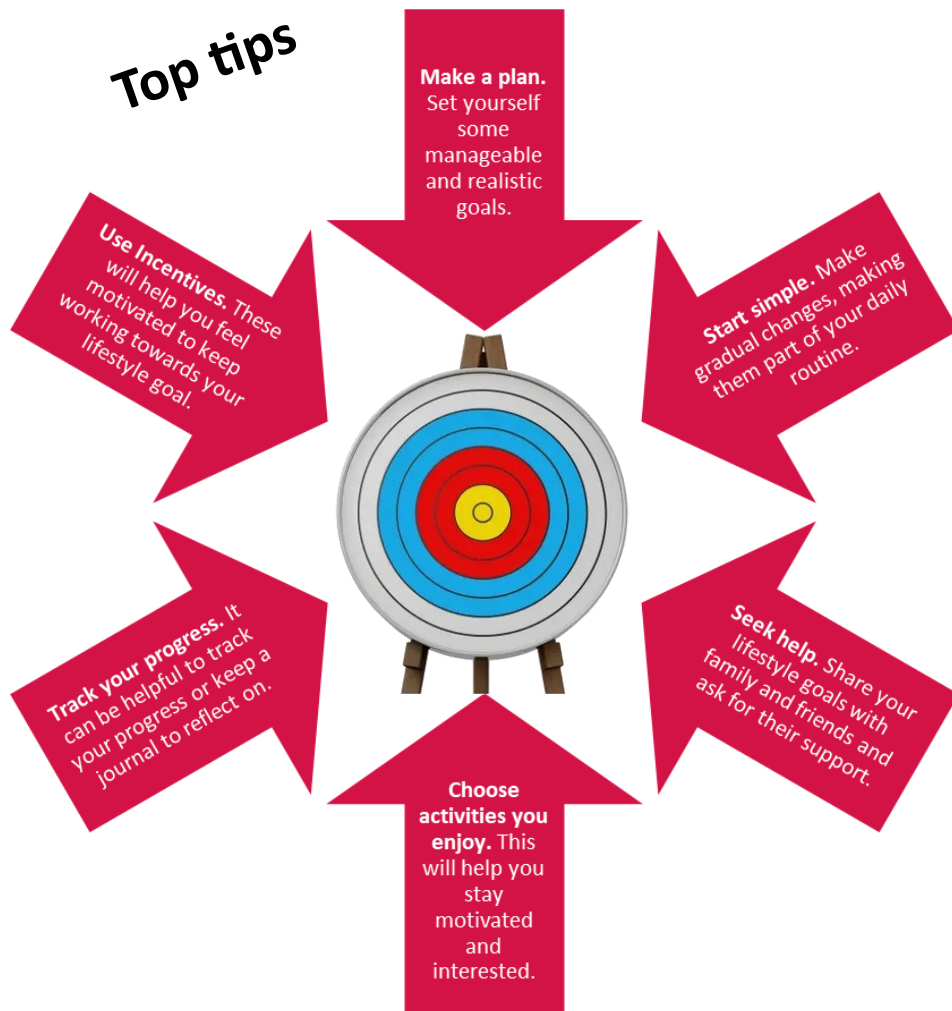 Top tips
Make a plan.
Set yourself
some
manageable
and realistic
goals.
Start simple. Make
gradual changes, making
them part of your daily
routine.
Seek help. Share your
lifestyle goals with
family and friends and
ask for their support.
Choose
activities you
enjoy. This
will help you
stay
motivated
and
interested.
Track your progress. It
can be helpful to track
your progress or keep a
journal to reflect on.
Use Incentives. These
will help you feel
motivated to keep
working towards your
lifestyle goal.